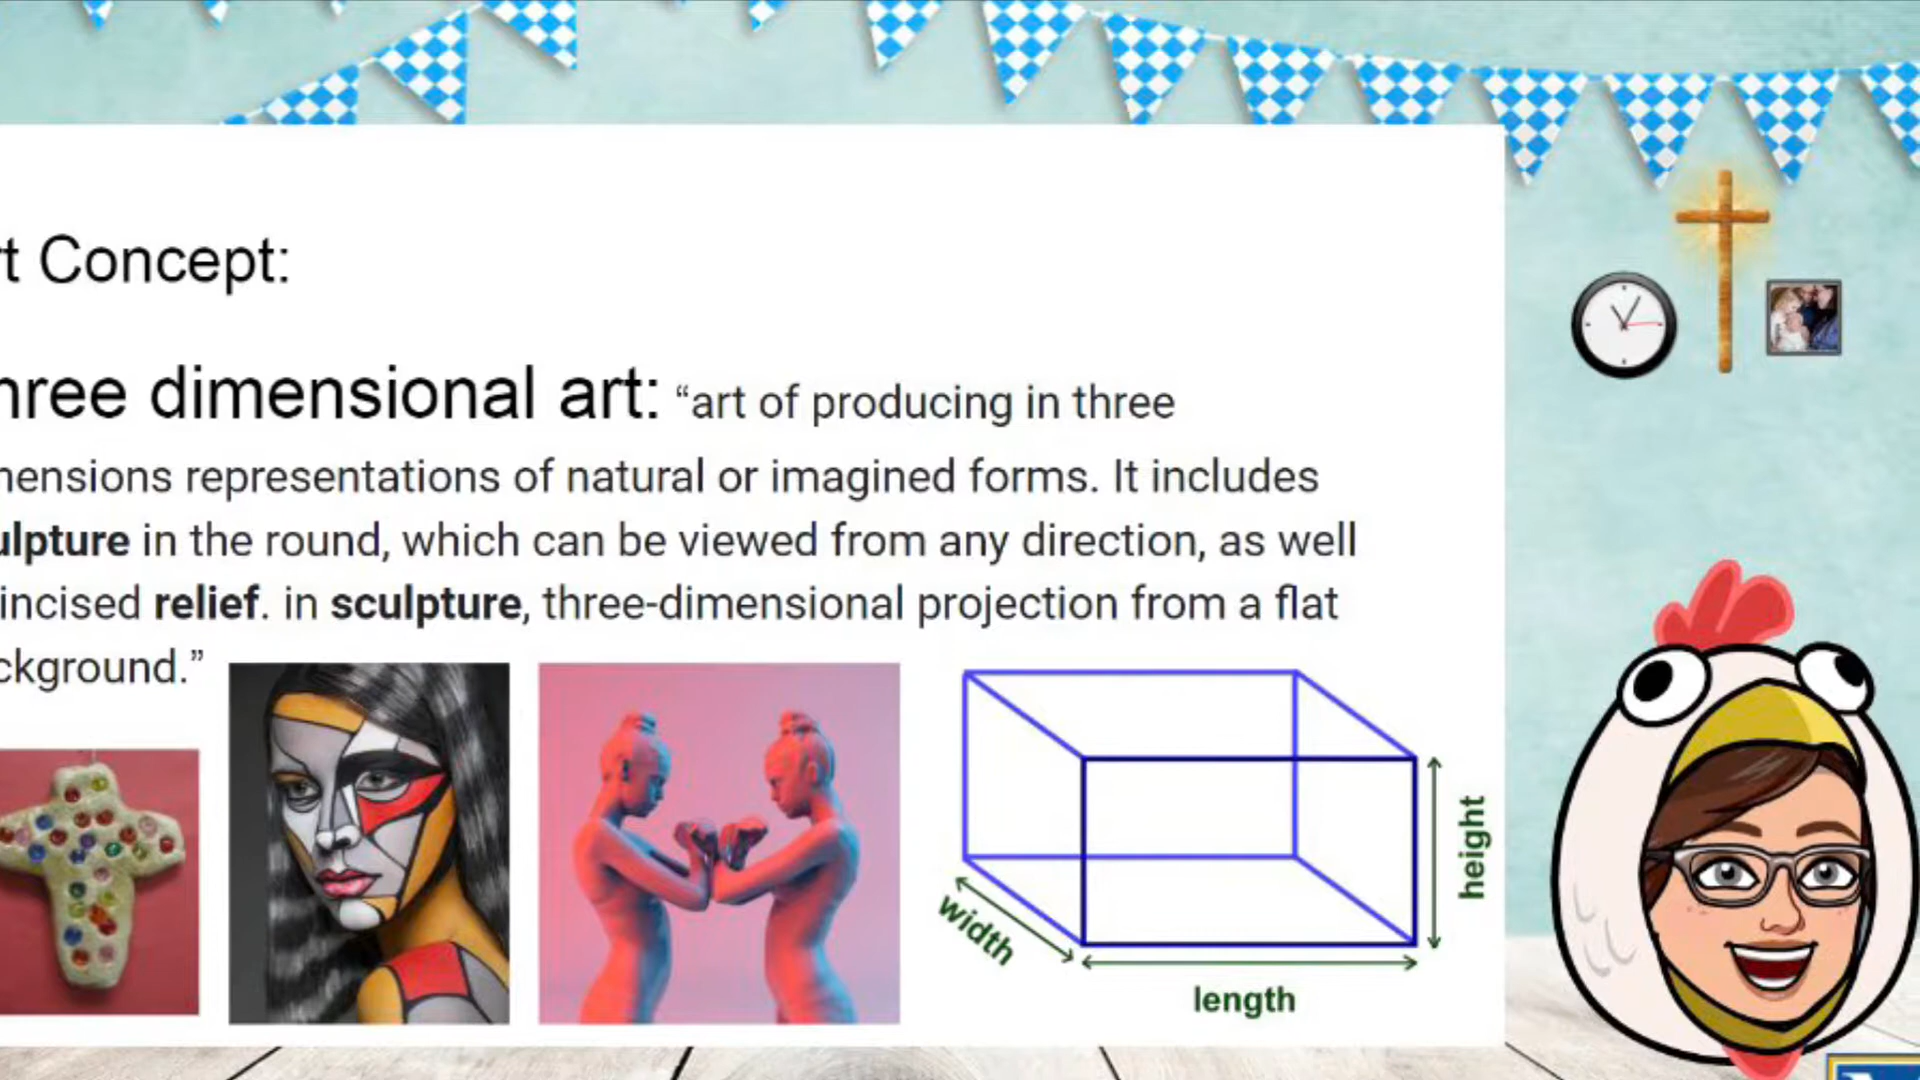 t Concept:
hree dimensional art: “art of producing in three
mensions representations of natural or imagined forms. It includes
ulpture in the round, which can be viewed from any direction, as well
incised relief. in sculpture, three-dimensional projection from a flat
ckground.”
height
width
length